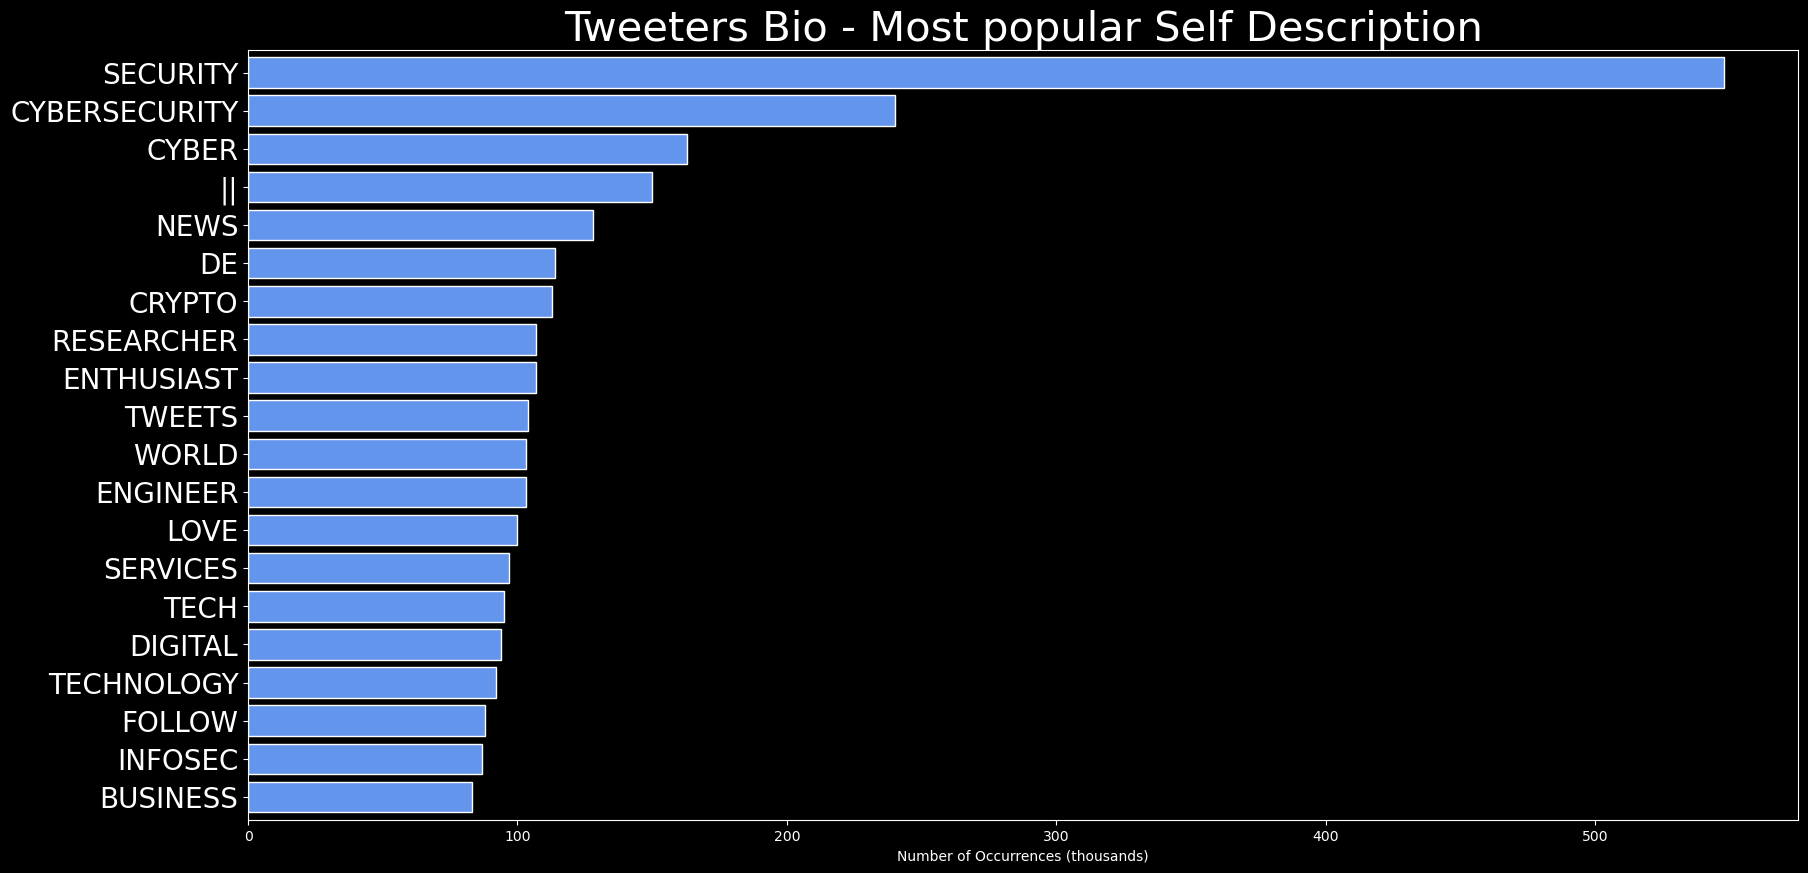 Tweeters Bio - Most popular Self Description
SECURITY
CYBERSECURITY
CYBER
||
NEWS
DE
CRYPTO
RESEARCHER
ENTHUSIAST
TWEETS
WORLD
ENGINEER
LOVE
SERVICES
TECH
DIGITAL
TECHNOLOGY
FOLLOW
INFOSEC
BUSINESS
0 100 200 300 400 500
Number of Occurrences (thousands)